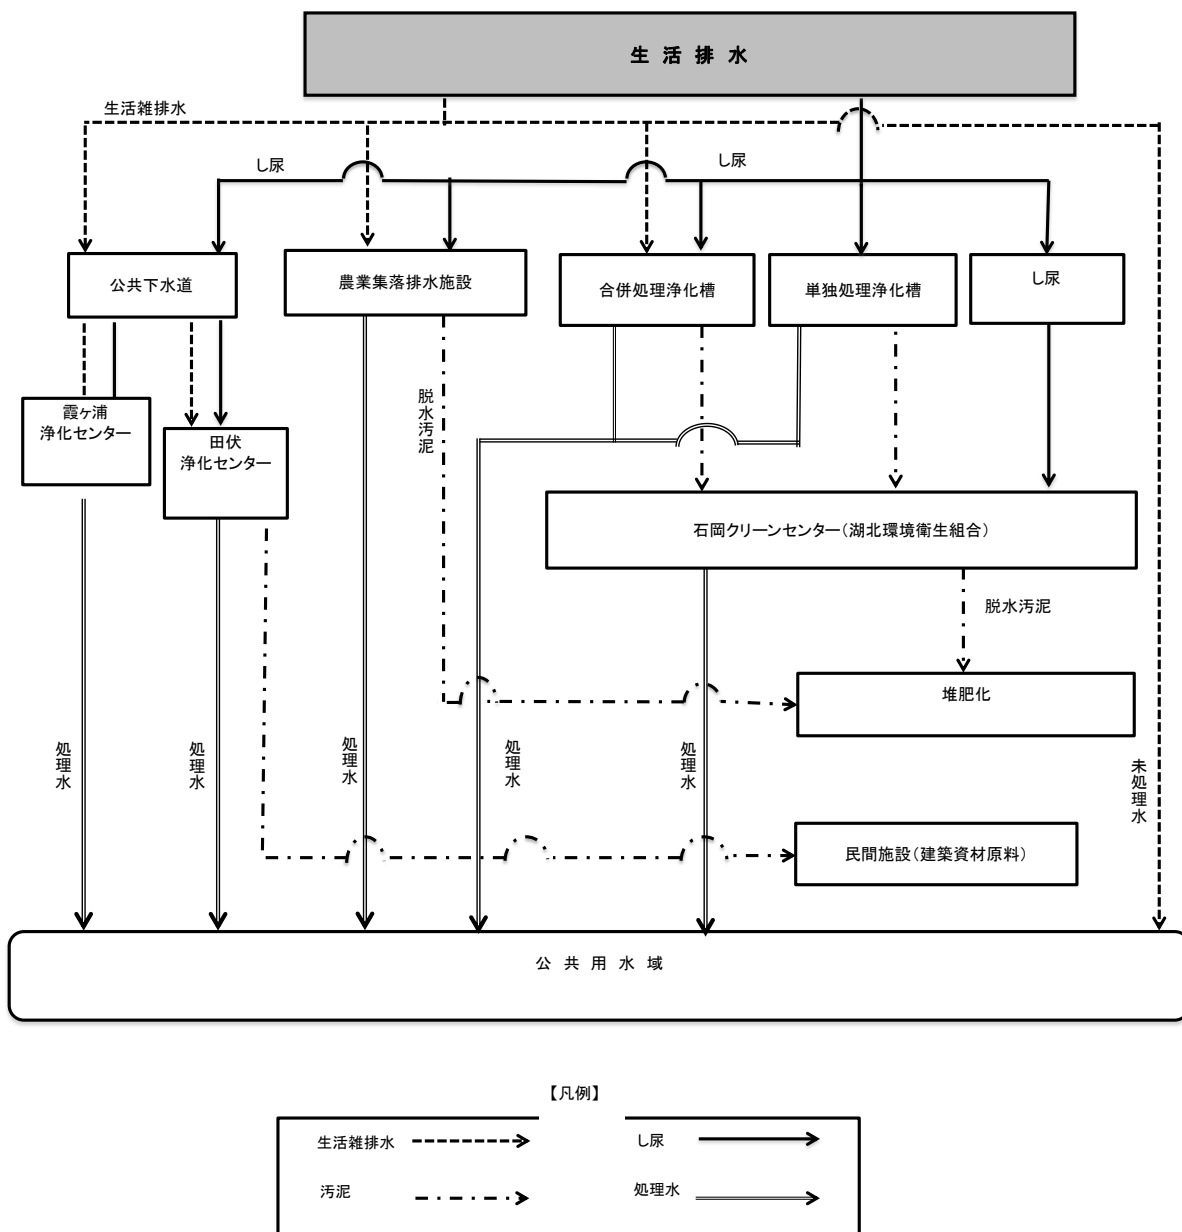 生 活 排 水
生活雑排水
し尿
し尿
公共下水道
農業集落排水施設
合併処理浄化槽
単独処理浄化槽
し尿
霞ヶ浦
浄化センター
田伏
浄化センター
脱水汚泥
石岡クリーンセンター(湖北環境衛生組合)
脱水汚泥
堆肥化
処理水
処理水
処理水
処理水
処理水
未処理水
民間施設(建築資材原料)
公 共 用 水 域
【凡例】
生活雑排水
し尿
汚泥
処理水